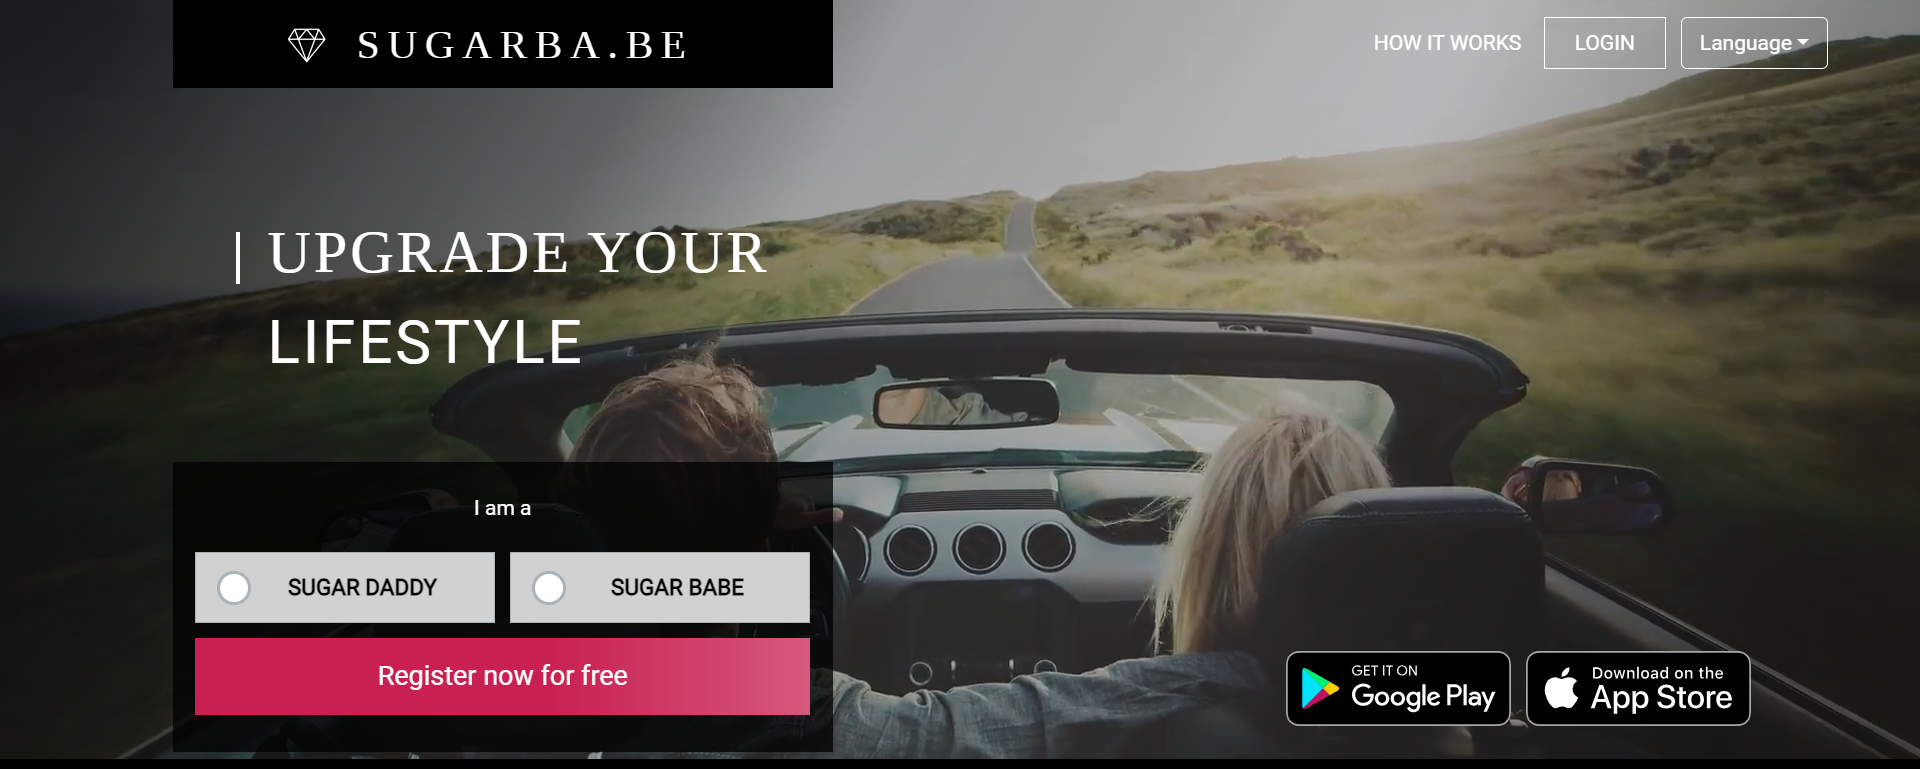 SUGARBA.BE
HOW IT WORKS
LOGIN
Language
| UPGRADE YOUR
LIFESTYLE
I am a
SUGAR DADDY
SUGAR BABE
Register now for free
GET IT ON
Google Play
Download on the
App Store